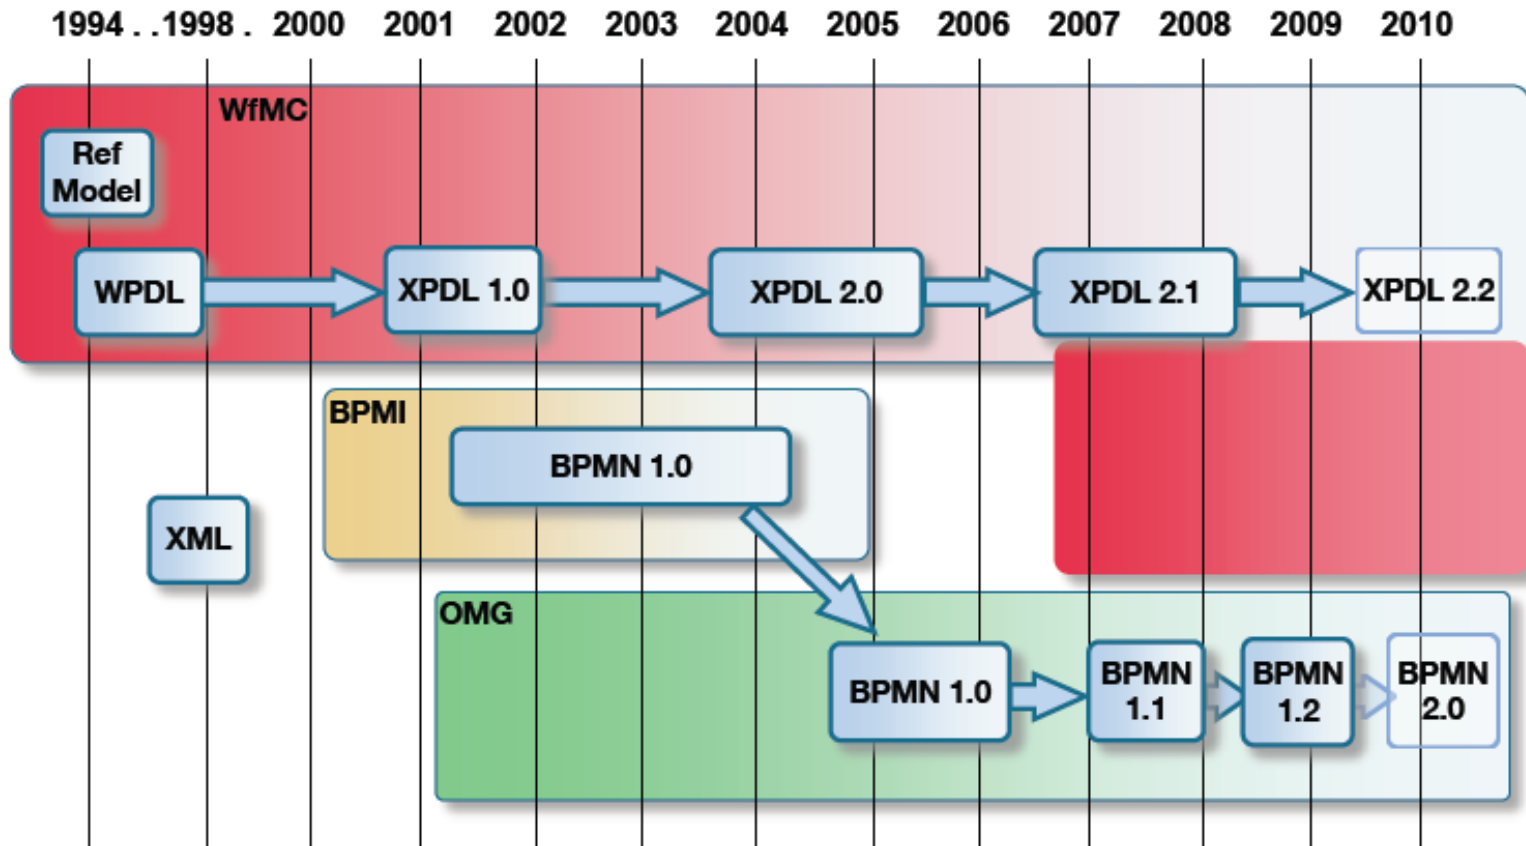 1994 . . 1998 . 2000 2001 2002 2003 2004 2005 2006 2007 2008 2009 2010
WfMC
Ref
Model
WPDL XPDL 1.0 XPDL 2.0 XPDL 2.1 XPDL 2.2
BPMI
BPMN 1.0
XML
OMG
BPMN 1.0
BPMN
1.1
BPMN
1.2
BPMN
2.0